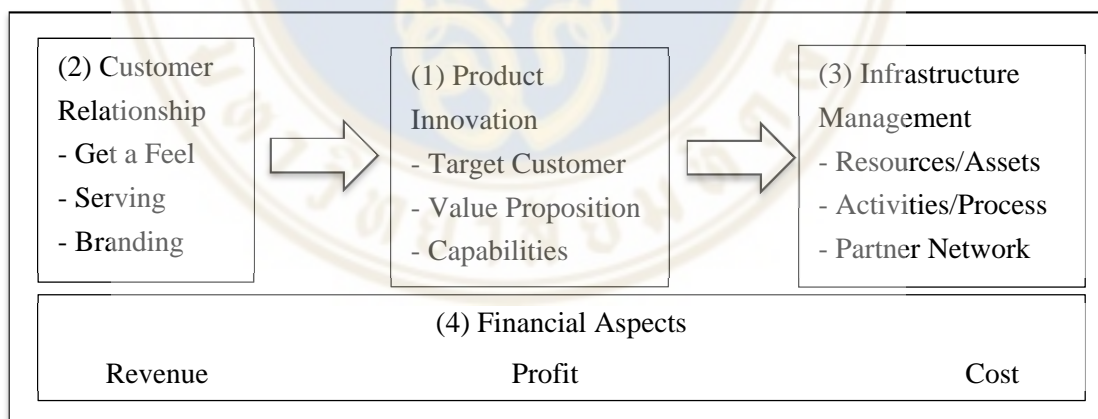 (2) Customer
Relationship
- Get a Feel
- Serving
- Branding
(1) Product
Innovation
- Target Customer
- Value Proposition
- Capabilities
(3) Infrastructure
Management
- Resources/Assets
- Activities/Process
- Partner Network
(4) Financial Aspects
Revenue Profit Cost